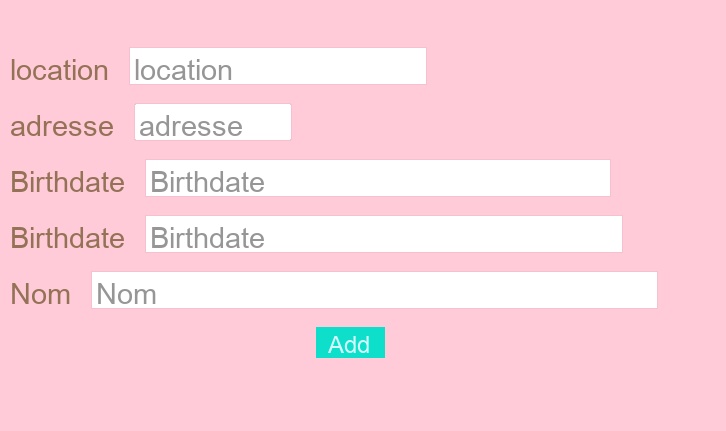 location location
adresse adresse
Birthdate Birthdate
Birthdate Birthdate
Nom Nom
Add